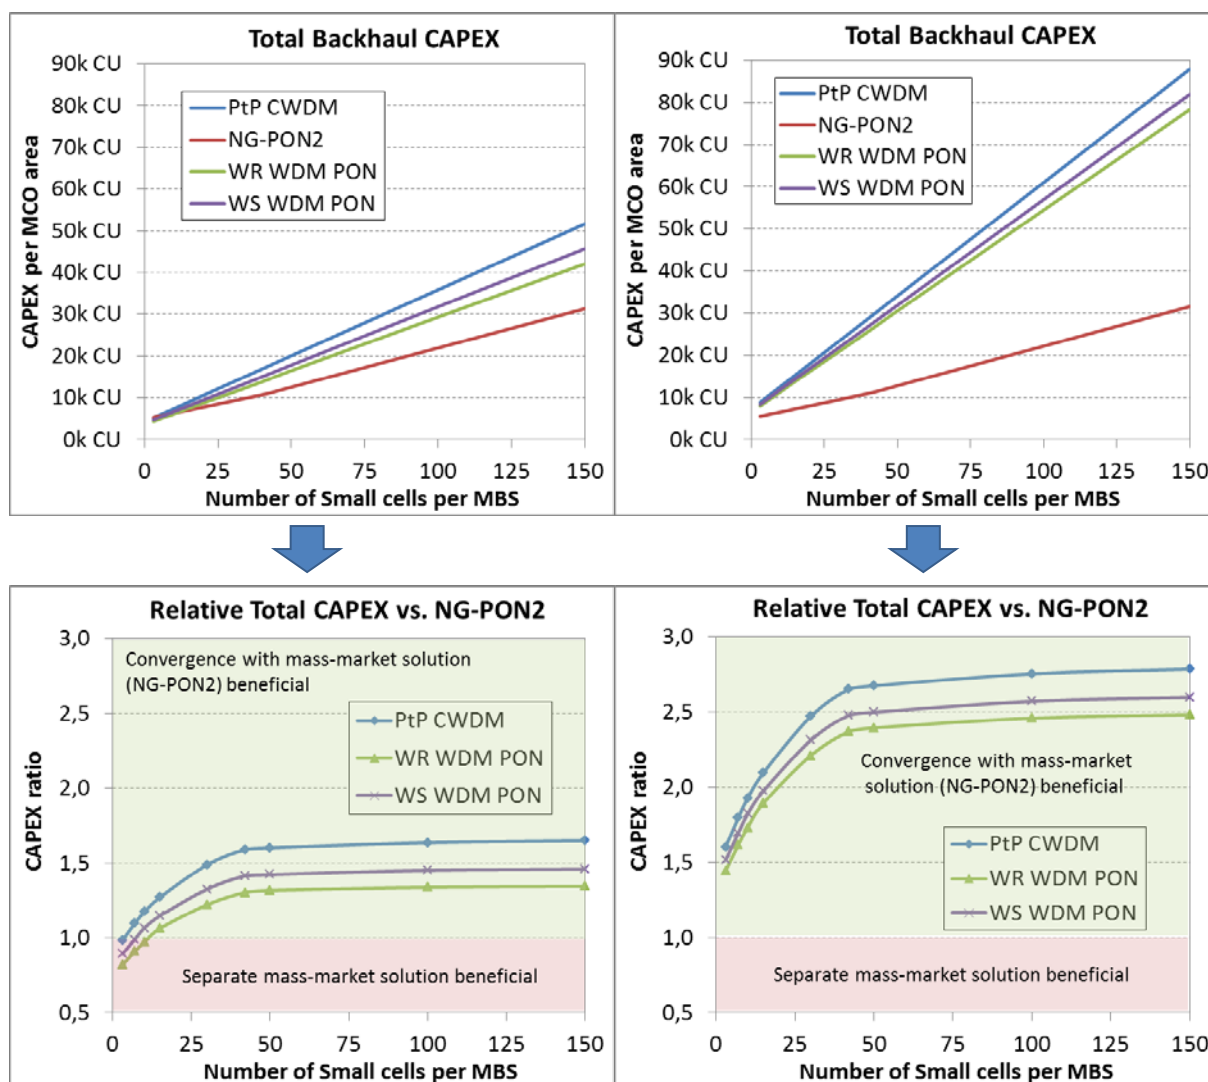 Total Backhaul CAPEX
90k CU
80k CU
70k CU
60k CU
50k CU
40k CU
30k CU
20k CU
10k CU
0k CU
CAPEX per MCO area
PtP CWDM
NG-PON2
WR WDM PON
WS WDM PON
0 25 50 75 100 125 150
Number of Small cells per MBS
Total Backhaul CAPEX
90k CU
80k CU
70k CU
60k CU
50k CU
40k CU
30k CU
20k CU
10k CU
0k CU
CAPEX per MCO area
PtP CWDM
NG-PON2
WR WDM PON
WS WDM PON
0 25 50 75 100 125 150
Number of Small cells per MBS
Relative Total CAPEX vs. NG-PON2
3,0
2,5
2,0
1,5
1,0
0,5
CAPEX ratio
Convergence with mass-market solution
(NG-PON2) beneficial
PtP CWDM
WR WDM PON
WS WDM PON
Separate mass-market solution beneficial
0 25 50 75 100 125 150
Number of Small cells per MBS
Relative Total CAPEX vs. NG-PON2
3,0
2,5
2,0
1,5
1,0
0,5
CAPEX ratio
Convergence with mass-market
solution (NG-PON2) beneficial
PtP CWDM
WR WDM PON
WS WDM PON
Separate mass-market solution beneficial
0 25 50 75 100 125 150
Number of Small cells per MBS